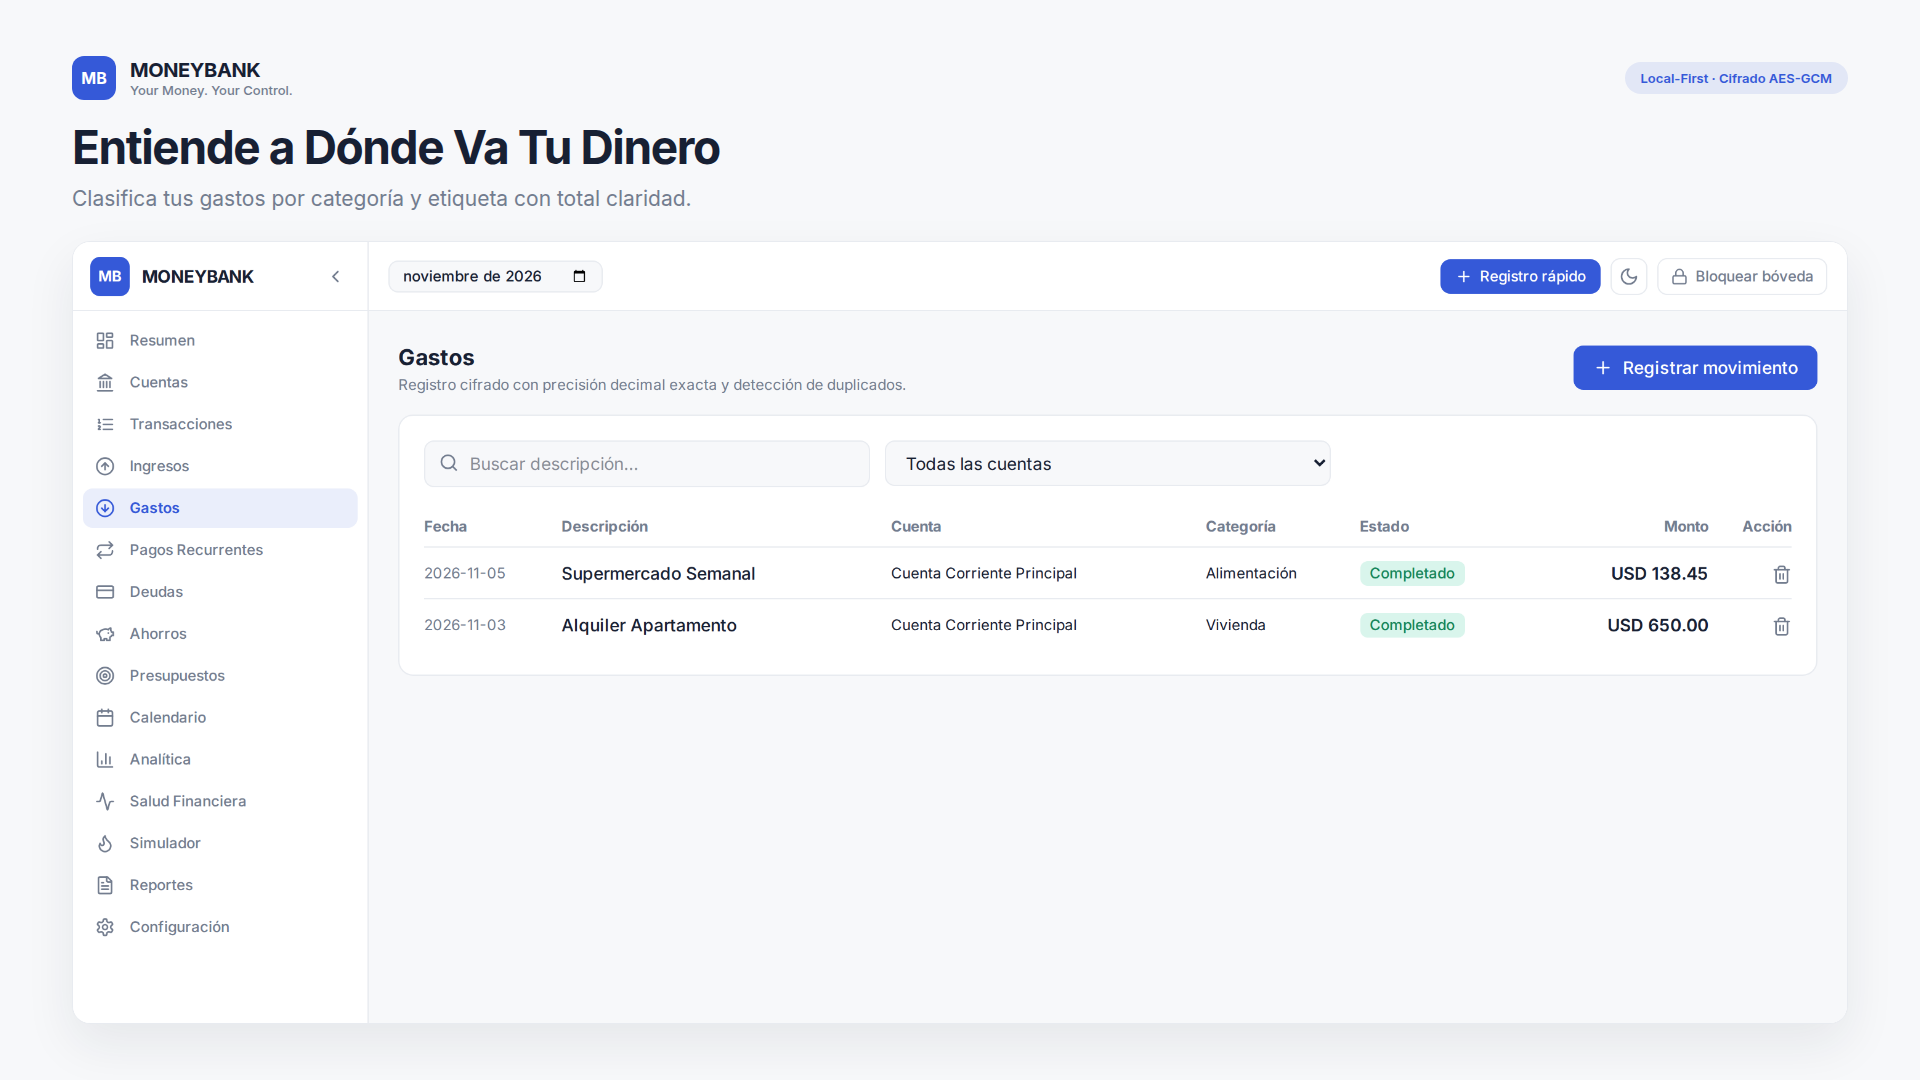 MB
MONEYBANK
Your Money. Your Control.
Local-First · Cifrado AES-GCM
Entiende a Dónde Va Tu Dinero
Clasifica tus gastos por categoría y etiqueta con total claridad.
MB
MONEYBANK
noviembre de 2026
Registro rápido
Bloquear bóveda
Resumen
Cuentas
Transacciones
Ingresos
Gastos
Pagos Recurrentes
Deudas
Ahorros
Presupuestos
Calendario
Analítica
Salud Financiera
Simulador
Reportes
Configuración
Gastos
Registro cifrado con precisión decimal exacta y detección de duplicados.
Registrar movimiento
Buscar descripción...
Todas las cuentas
Fecha Descripción Cuenta Categoría Estado Monto Acción
2026-11-05 Supermercado Semanal Cuenta Corriente Principal Alimentación Completado USD 138.45
2026-11-03 Alquiler Apartamento Cuenta Corriente Principal Vivienda Completado USD 650.00